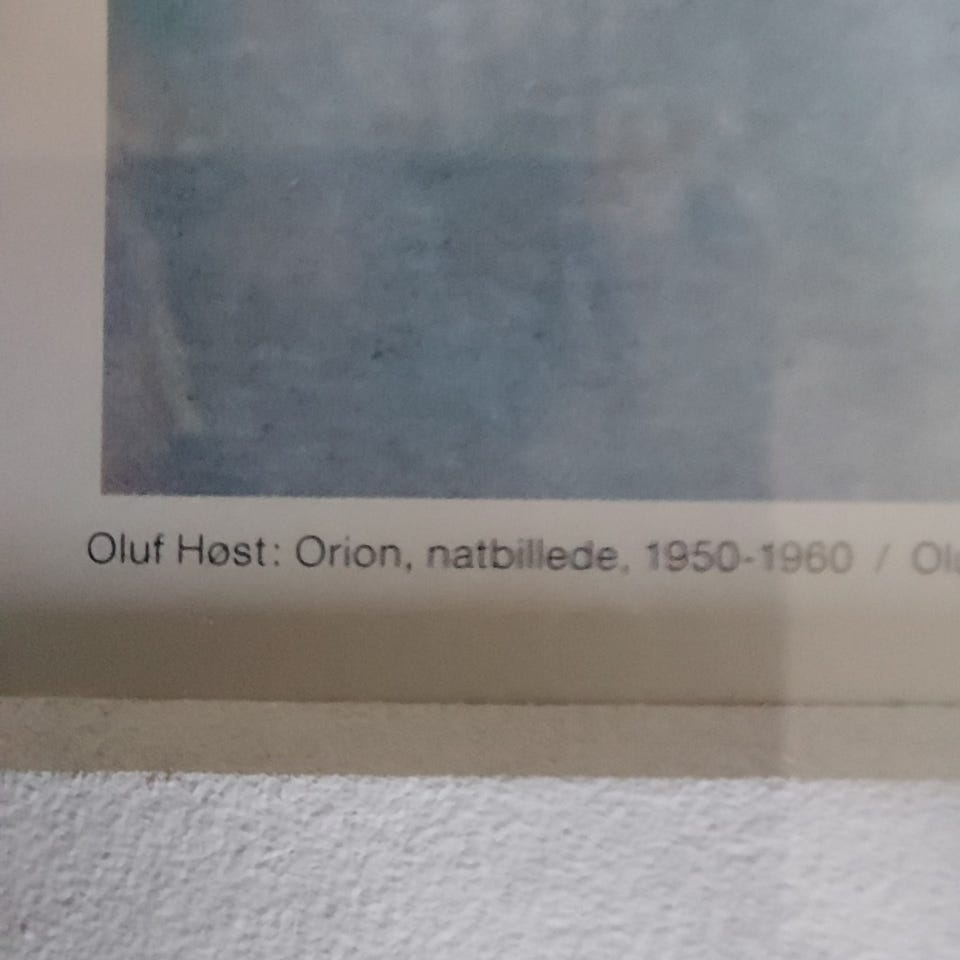 Oluf Høst: Orion, natbillede, 1950-1960 /